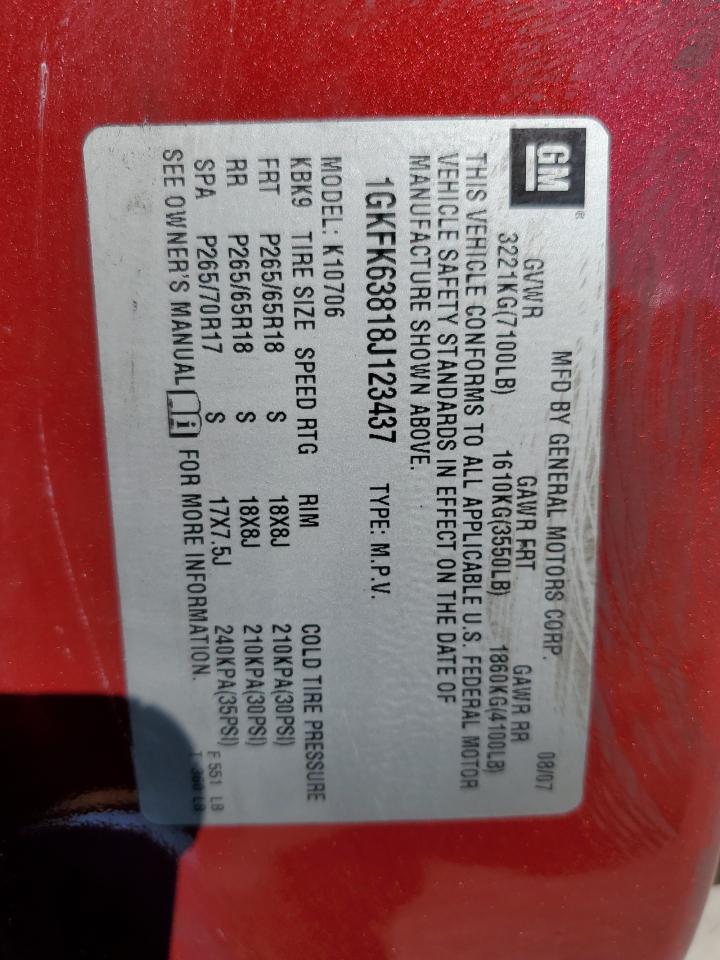 GM®
MFD BY GENERAL MOTORS CORP. 08/07
GVWR GAWR FRT GAWR RR
3221KG(7100LB) 1610KG(3550LB) 1860KG(4100LB)
THIS VEHICLE CONFORMS TO ALL APPLICABLE U.S. FEDERAL MOTOR
VEHICLE SAFETY STANDARDS IN EFFECT ON THE DATE OF
MANUFACTURE SHOWN ABOVE.
1GKFK63818J123437 TYPE: M.P.V.
MODEL: K10706
KBK9 TIRE SIZE SPEED RTG RIM COLD TIRE PRESSURE
FRT P265/65R18 S 18X8J 210KPA(30PSI)
RR P265/65R18 S 18X8J 210KPA(30PSI)
SPA P265/70R17 S 17X7.5J 240KPA(35PSI)
SEE OWNER'S MANUAL i FOR MORE INFORMATION.
F 551 LB
T 360 LB